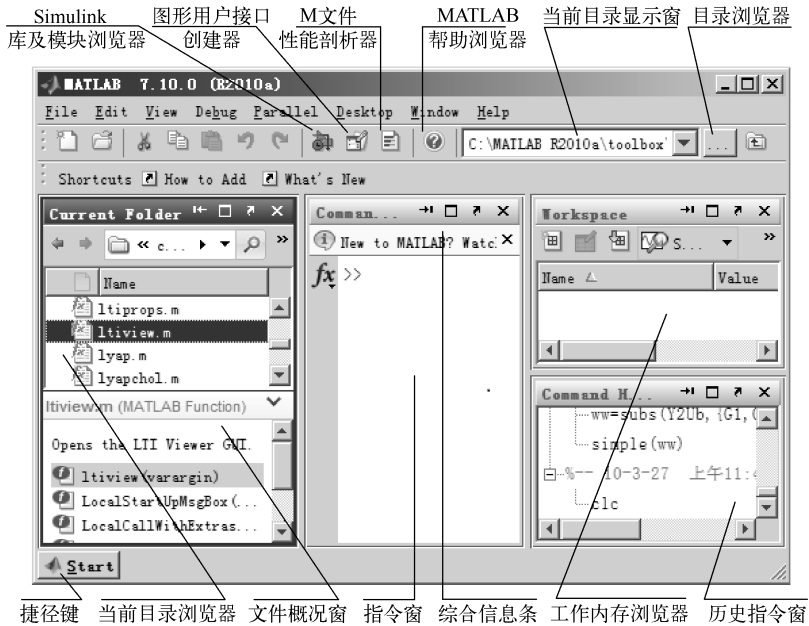 Simulink
库及模块浏览器
图形用户接口
创建器
M文件
性能剖析器
MATLAB
帮助浏览器
当前目录显示窗
目录浏览器
MATLAB 7.10.0 (R2010a)
File Edit View Debug Parallel Desktop Window Help
C:\MATLAB R2010a\toolbox\
...
Shortcuts How to Add What's New
Current Folder
« c...
»
Name
ltiprops.m
ltiview.m
lyap.m
lyapchol.m
ltiview.m (MATLAB Function)
Opens the LTI Viewer GUI.
ltiview(varargin)
LocalStartUpMsgBox(...
LocalCallWithExtras...
Comman...
New to MATLAB? Watc
fx >>
Workspace
S...
»
Name Value
Command H...
ww=subs(Y2Ub, {G1,
simple(ww)
%-- 10-3-27 上午11:4
clc
Start
捷径键
当前目录浏览器
文件概况窗
指令窗
综合信息条
工作内存浏览器
历史指令窗